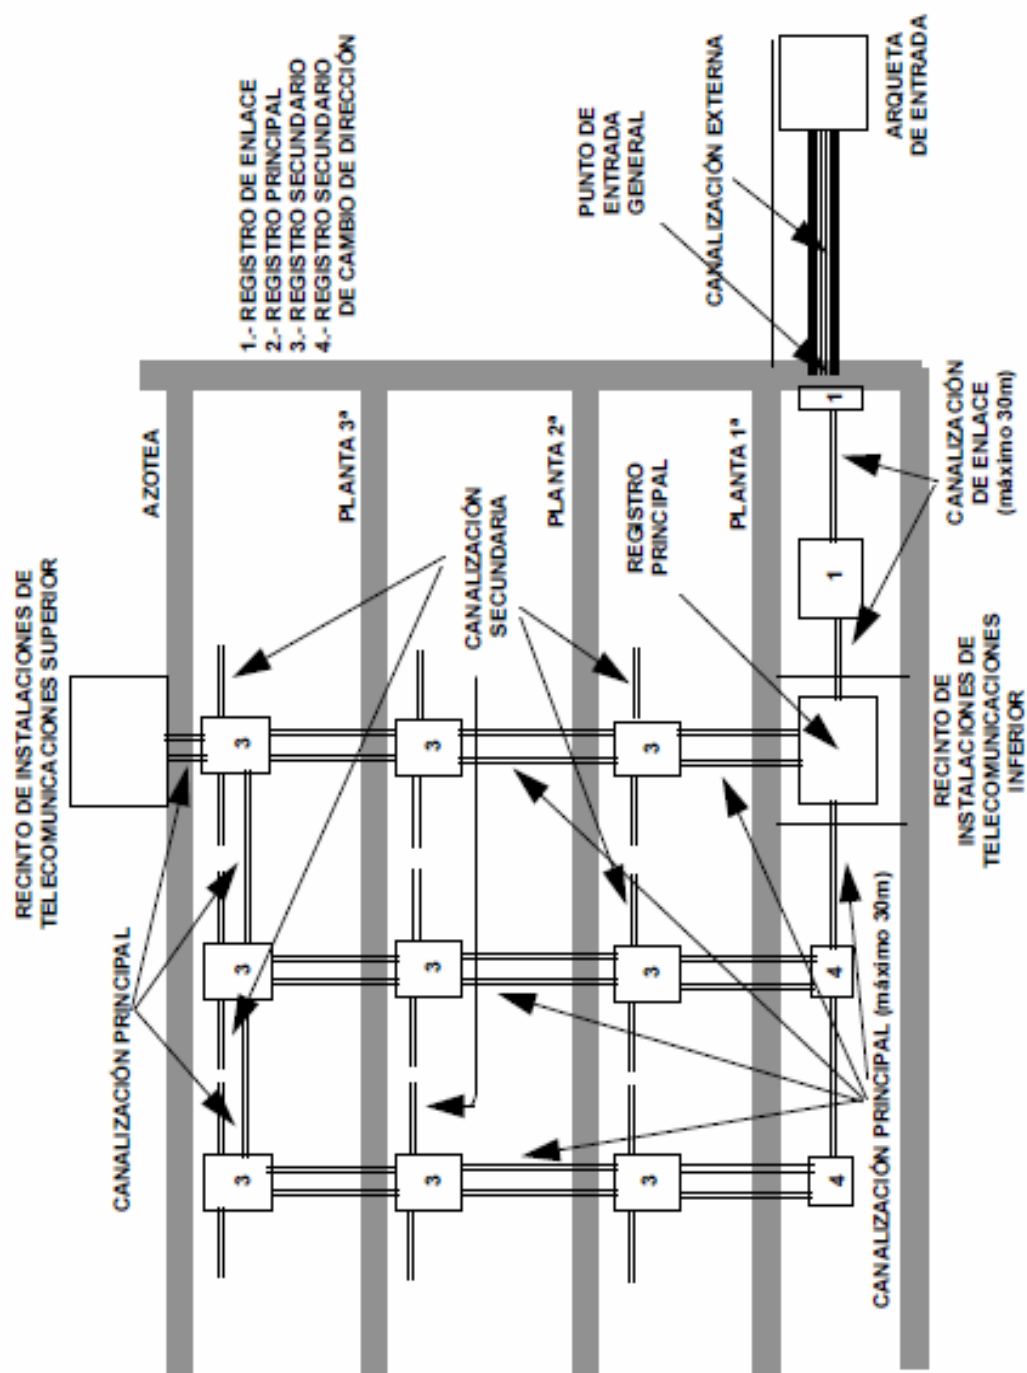 RECINTO DE INSTALACIONES DE
TELECOMUNICACIONES SUPERIOR
1.- REGISTRO DE ENLACE
2.- REGISTRO PRINCIPAL
3.- REGISTRO SECUNDARIO
4.- REGISTRO SECUNDARIO
DE CAMBIO DE DIRECCIÓN
CANALIZACIÓN PRINCIPAL
AZOTEA
3
3
3
PLANTA 3ª
3
3
3
CANALIZACIÓN
SECUNDARIA
PLANTA 2ª
3
3
3
REGISTRO
PRINCIPAL
PLANTA 1ª
PUNTO DE
ENTRADA
GENERAL
CANALIZACIÓN EXTERNA
4
4
1
1
CANALIZACIÓN PRINCIPAL (máximo 30m)
RECINTO DE
INSTALACIONES DE
TELECOMUNICACIONES
INFERIOR
CANALIZACIÓN
DE ENLACE
(máximo 30m)
ARQUETA
DE ENTRADA